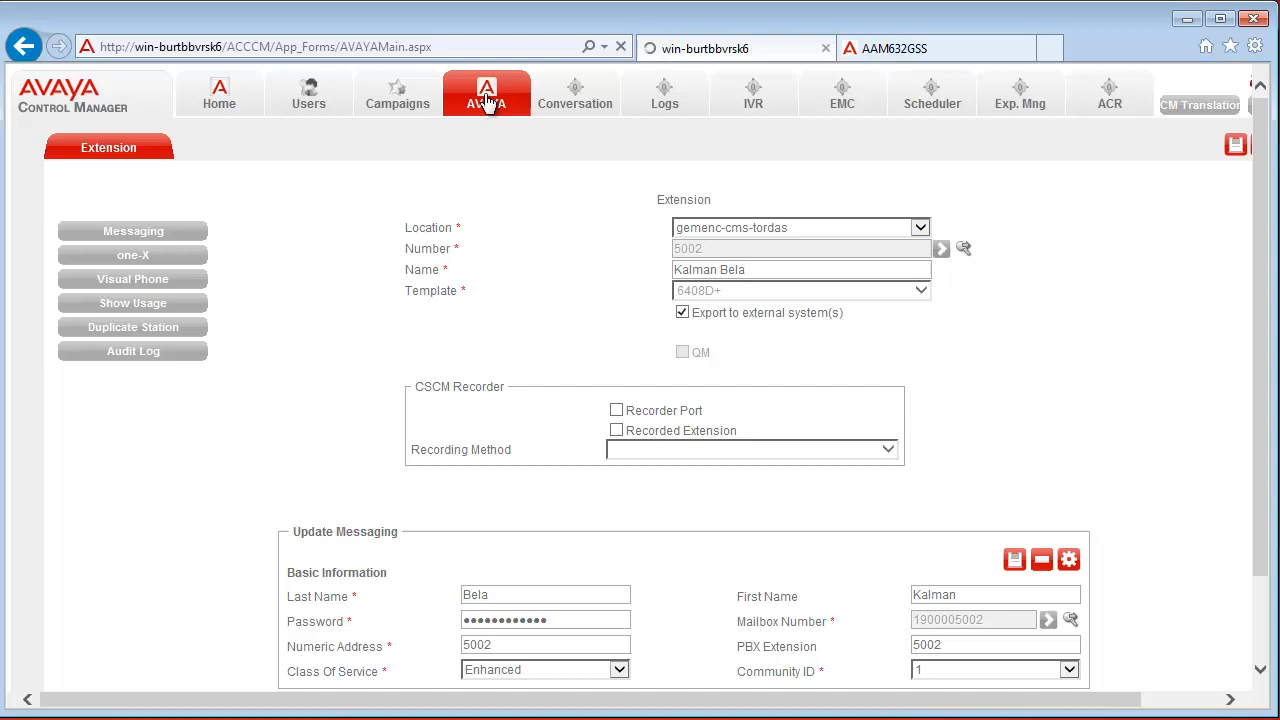 http://win-burtbbvrsk6/ACCCM/App_Forms/AVAYAMain.aspx
win-burtbbvrsk6
AAM632GSS
AVAYA
CONTROL MANAGER
Home
Users
Campaigns
AVAYA
Conversation
Logs
IVR
EMC
Scheduler
Exp. Mng
ACR
CM Translation
Extension
Messaging
one-X
Visual Phone
Show Usage
Duplicate Station
Audit Log
Extension
Location * gemenc-cms-tordas
Number * 5002
Name * Kalman Bela
Template * 6408D+
Export to external system(s)
QM
CSCM Recorder
Recorder Port
Recorded Extension
Recording Method
Update Messaging
Basic Information
Last Name * Bela First Name Kalman
Password * •••••••••••• Mailbox Number * 1900005002
Numeric Address * 5002 PBX Extension 5002
Class Of Service * Enhanced Community ID * 1